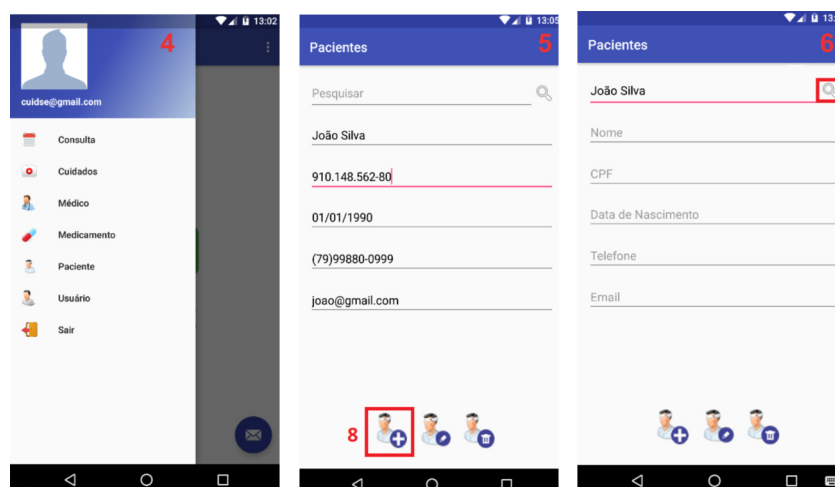 13:02
4
cuidse@gmail.com
Consulta
Cuidados
Médico
Medicamento
Paciente
Usuário
Sair
13:05
Pacientes
5
Pesquisar
João Silva
910.148.562-80
01/01/1990
(79)99880-0999
joao@gmail.com
8
13:
Pacientes
6
João Silva
Nome
CPF
Data de Nascimento
Telefone
Email